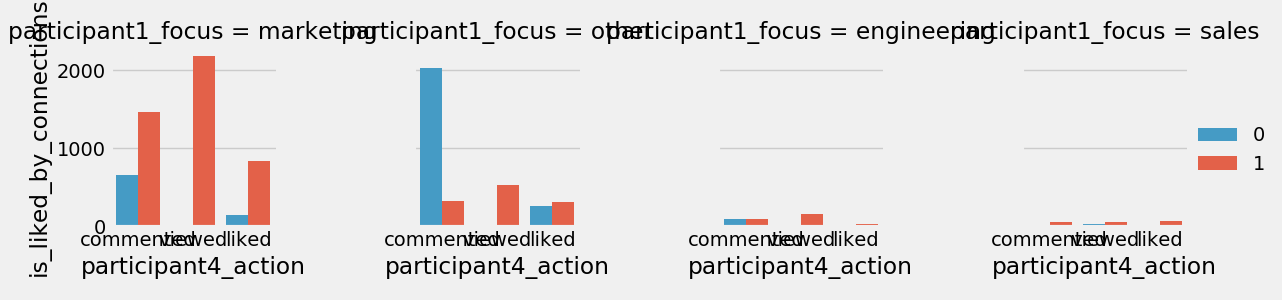 participant1_focus = marketing
participant1_focus = other
participant1_focus = engineering
participant1_focus = sales
is_liked_by_connections
2000
1000
0
commented viewed liked
commented viewed liked
commented viewed liked
commented viewed liked
participant4_action
participant4_action
participant4_action
participant4_action
0
1